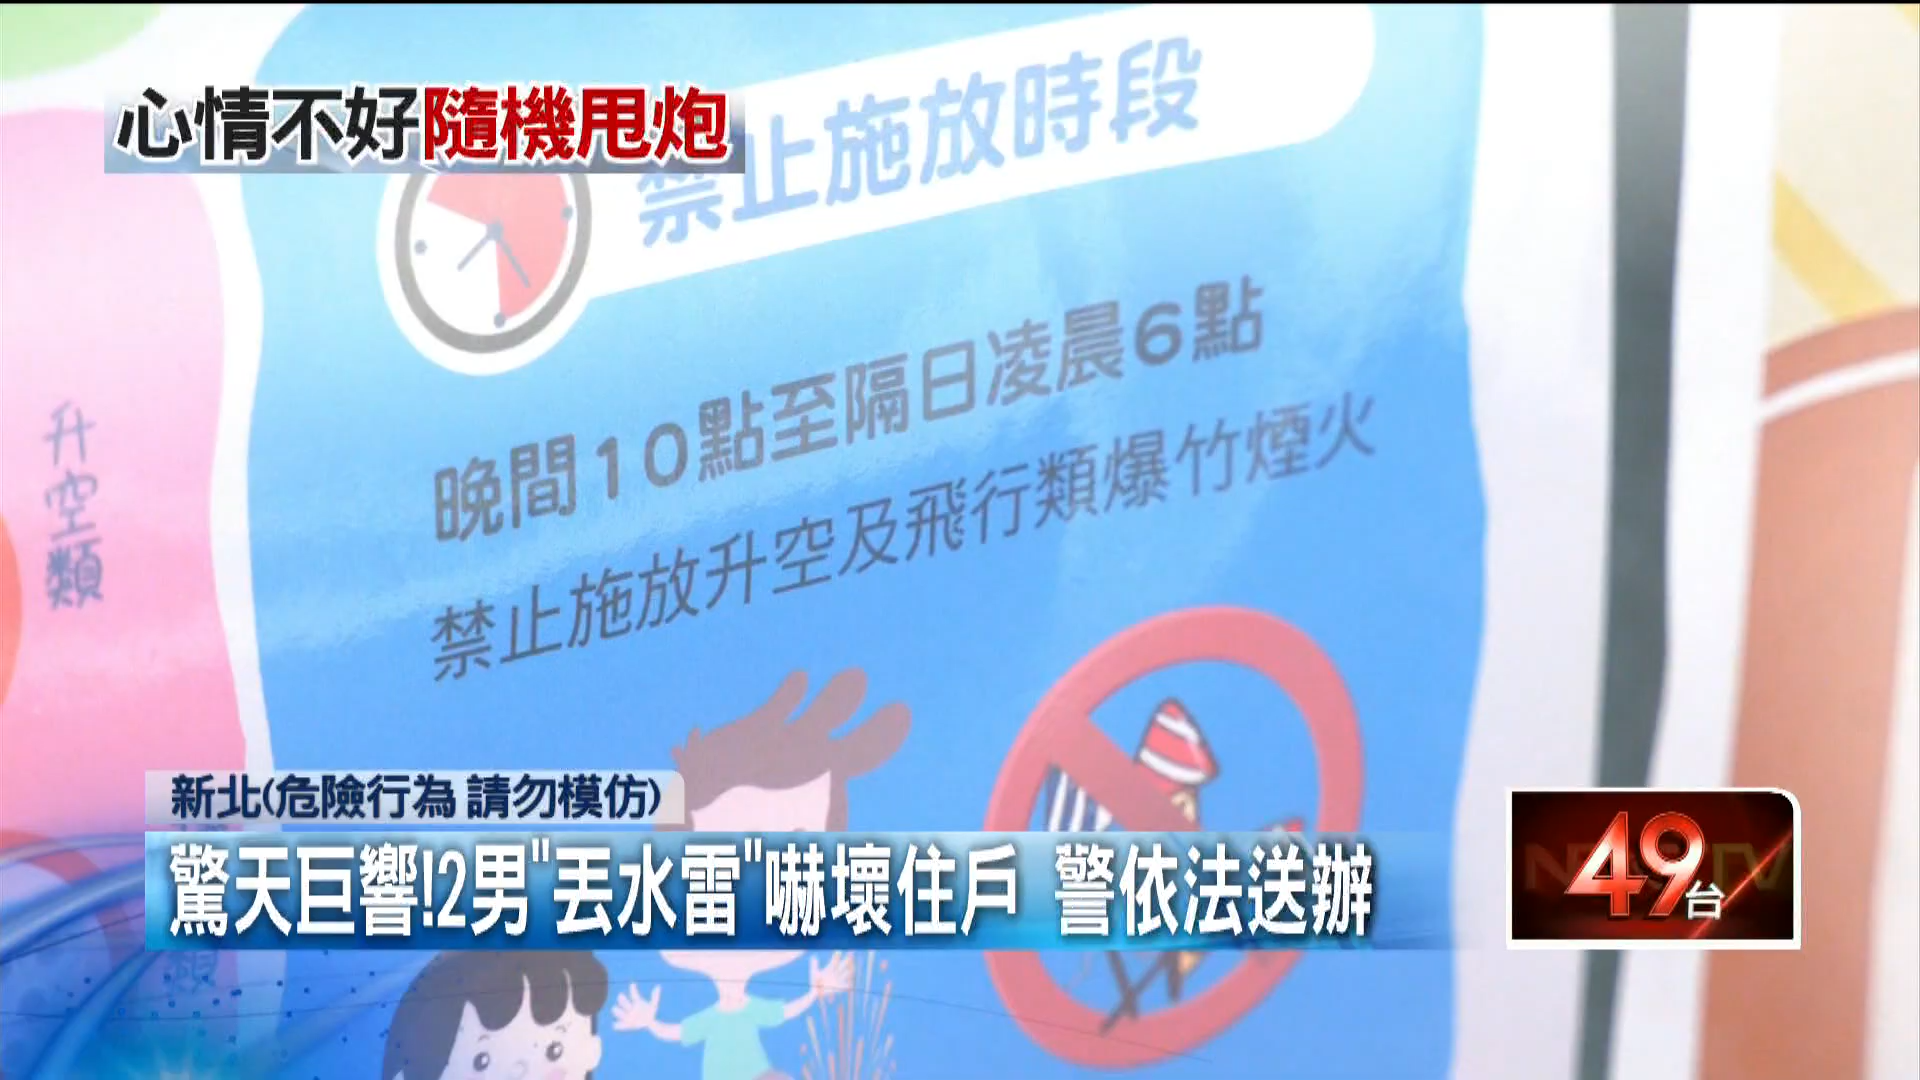 心情不好隨機甩炮
禁止施放時段
晚間10點至隔日凌晨6點
禁止施放升空及飛行類爆竹煙火
升空類
新北(危險行為 請勿模仿)
驚天巨響!2男"丟水雷"嚇壞住戶 警依法送辦
49台